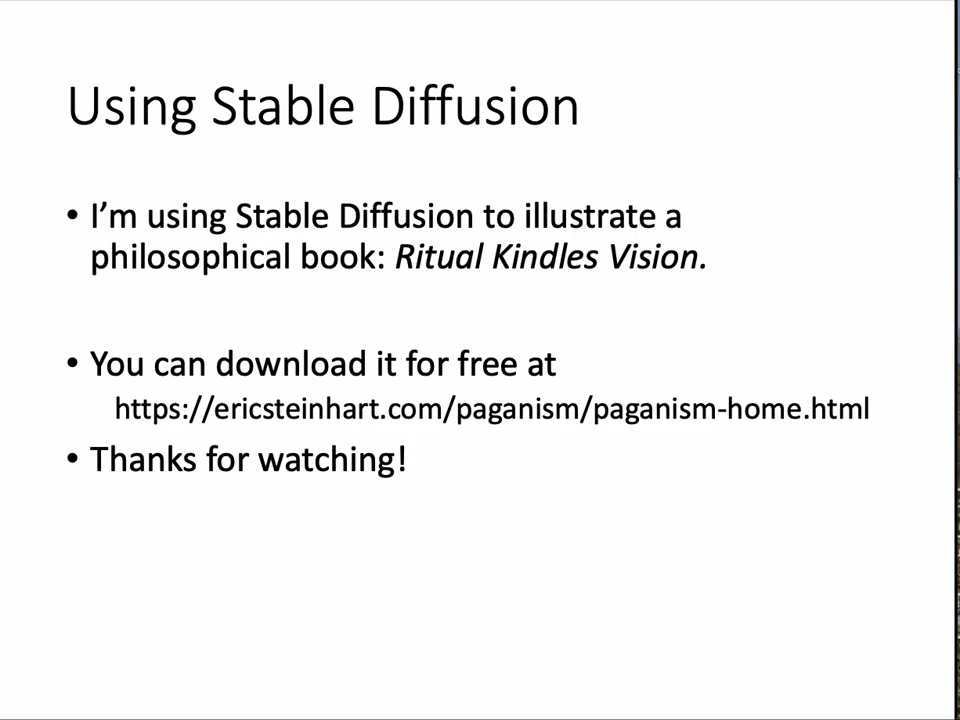 Using Stable Diffusion
• I'm using Stable Diffusion to illustrate a
philosophical book: Ritual Kindles Vision.
• You can download it for free at
https://ericsteinhart.com/paganism/paganism-home.html
• Thanks for watching!